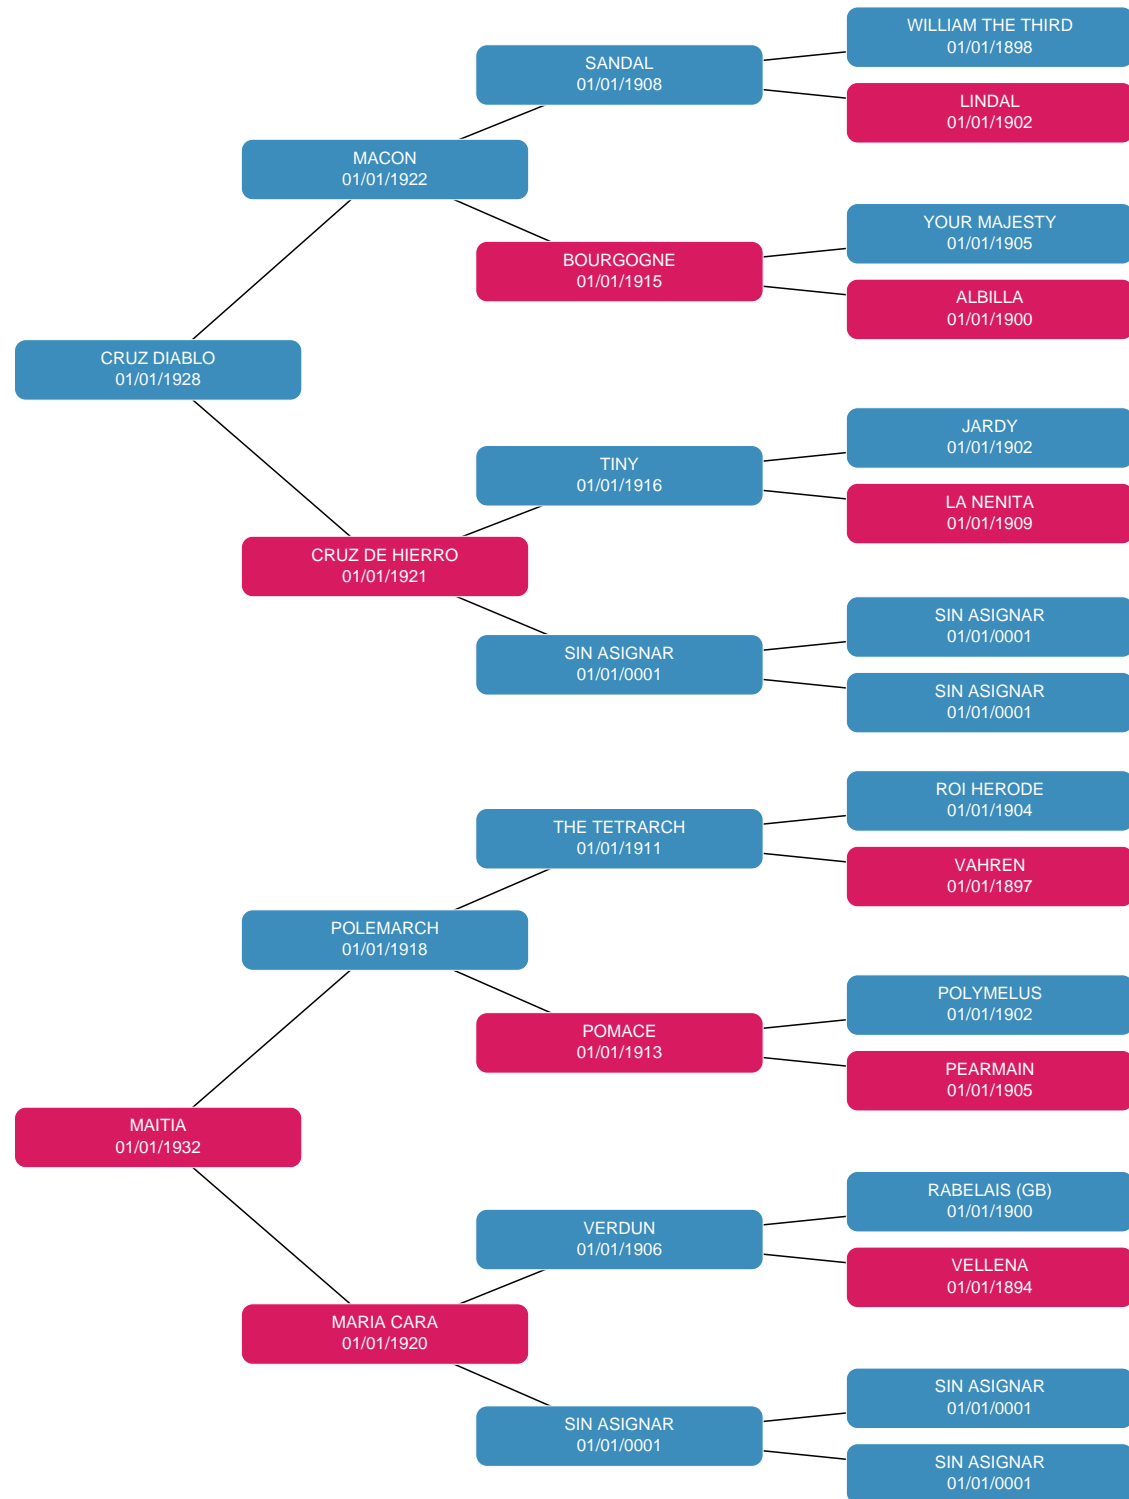 WILLIAM THE THIRD
01/01/1898
SANDAL
01/01/1908
LINDAL
01/01/1902
MACON
01/01/1922
YOUR MAJESTY
01/01/1905
BOURGOGNE
01/01/1915
ALBILLA
01/01/1900
CRUZ DIABLO
01/01/1928
JARDY
01/01/1902
TINY
01/01/1916
LA NENITA
01/01/1909
CRUZ DE HIERRO
01/01/1921
SIN ASIGNAR
01/01/0001
SIN ASIGNAR
01/01/0001
SIN ASIGNAR
01/01/0001
ROI HERODE
01/01/1904
THE TETRARCH
01/01/1911
VAHREN
01/01/1897
POLEMARCH
01/01/1918
POLYMELUS
01/01/1902
POMACE
01/01/1913
PEARMAIN
01/01/1905
MAITIA
01/01/1932
RABELAIS (GB)
01/01/1900
VERDUN
01/01/1906
VELLENA
01/01/1894
MARIA CARA
01/01/1920
SIN ASIGNAR
01/01/0001
SIN ASIGNAR
01/01/0001
SIN ASIGNAR
01/01/0001